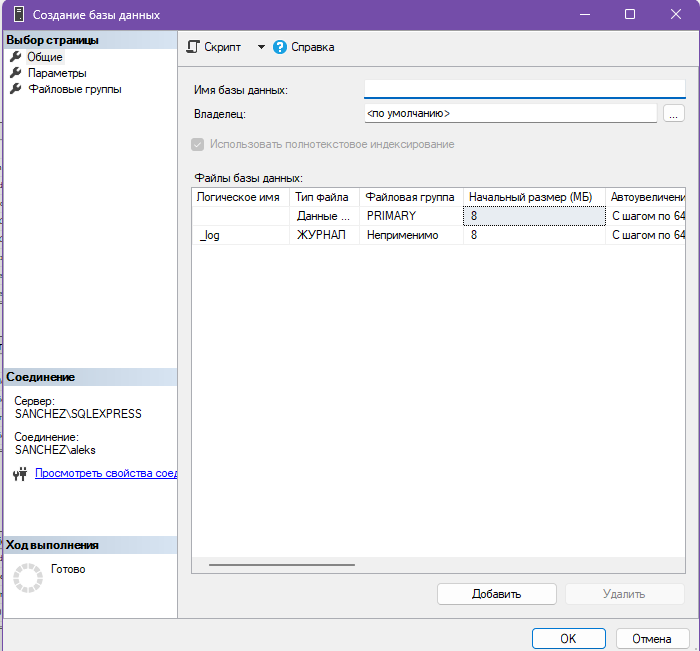 Создание базы данных
Выбор страницы
Общие
Параметры
Файловые группы
Скрипт
Справка
Имя базы данных:
Владелец:
<по умолчанию>
...
Использовать полнотекстовое индексирование
Файлы базы данных:
Логическое имя Тип файла Файловая группа Начальный размер (МБ) Автоувеличени
Данные ... PRIMARY 8 С шагом по 64
_log ЖУРНАЛ Неприменимо 8 С шагом по 64
Соединение
Сервер:
SANCHEZ\SQLEXPRESS
Соединение:
SANCHEZ\aleks
Просмотреть свойства соед
Ход выполнения
Готово
Добавить
Удалить
OK
Отмена